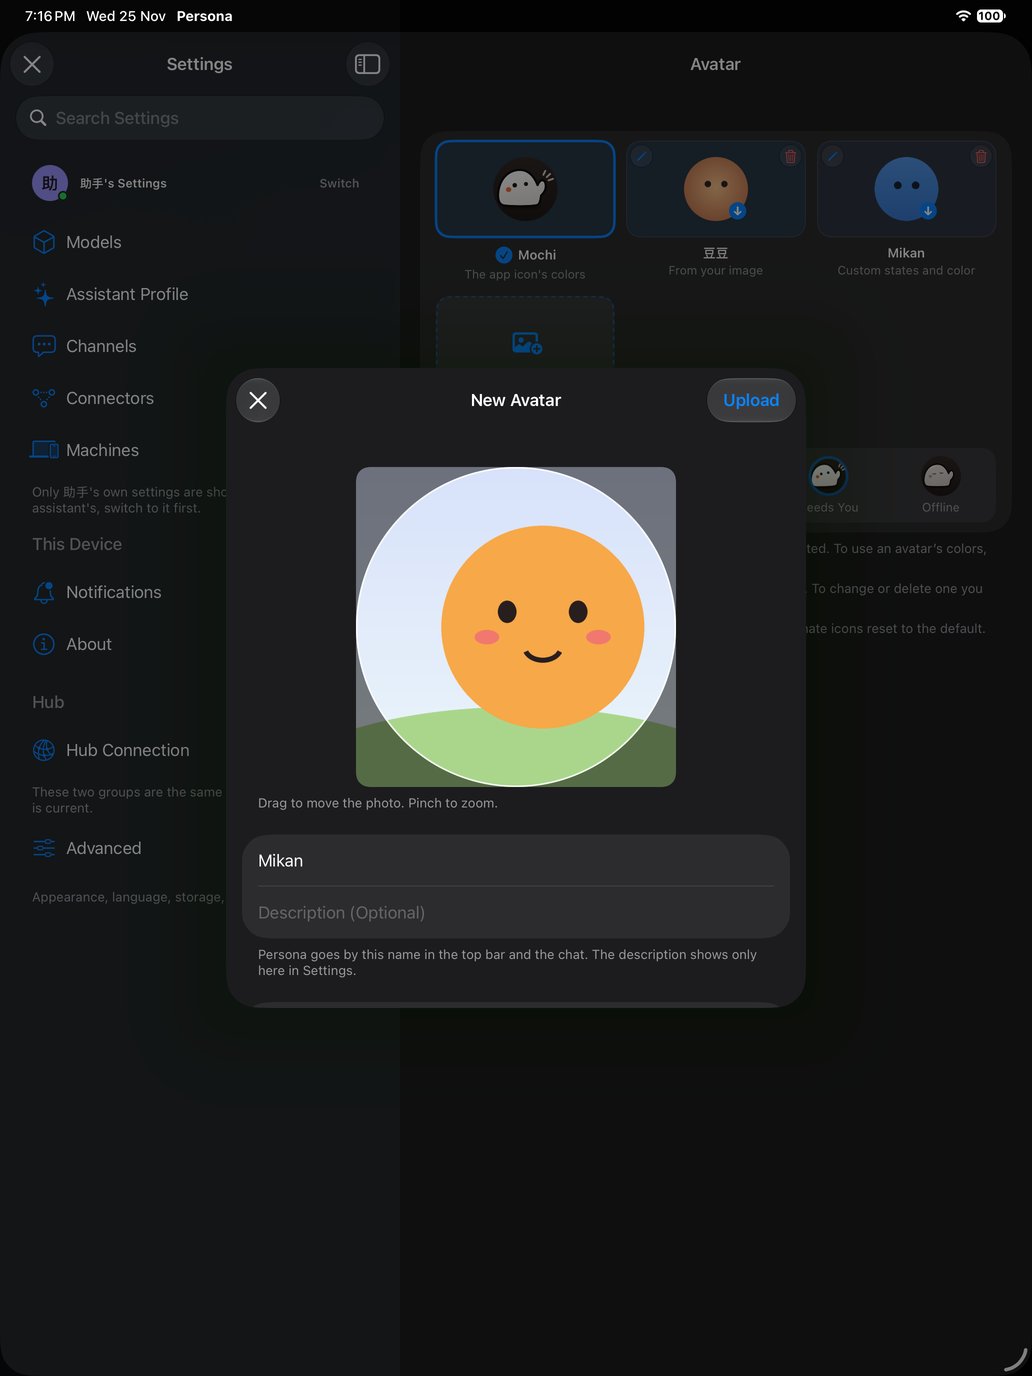 7:16 PM Wed 25 Nov Persona
100
Settings
Search Settings
助
助手's Settings
Switch
Models
Assistant Profile
Channels
Connectors
Machines
Only 助手's own settings are
assistant's, switch to it first.
This Device
Notifications
About
Hub
Hub Connection
These two groups are the same
is current.
Advanced
Appearance, language, storage,
Avatar
Mochi
The app icon's colors
豆豆
From your image
Mikan
Custom states and color
You
Offline
To use an avatar's colors,
To change or delete one you
icons reset to the default.
New Avatar
Upload
Drag to move the photo. Pinch to zoom.
Mikan
Description (Optional)
Persona goes by this name in the top bar and the chat. The description shows only
here in Settings.